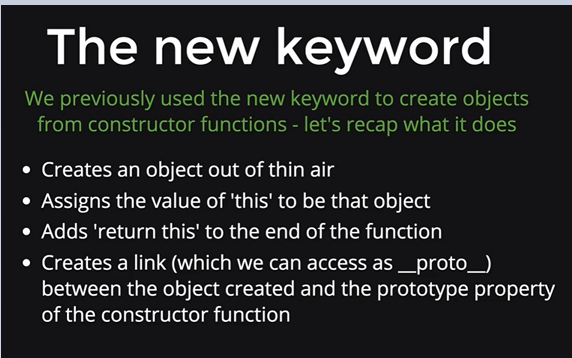 The new keyword
We previously used the new keyword to create objects
from constructor functions - let's recap what it does
• Creates an object out of thin air
• Assigns the value of 'this' to be that object
• Adds 'return this' to the end of the function
• Creates a link (which we can access as __proto__)
between the object created and the prototype property
of the constructor function